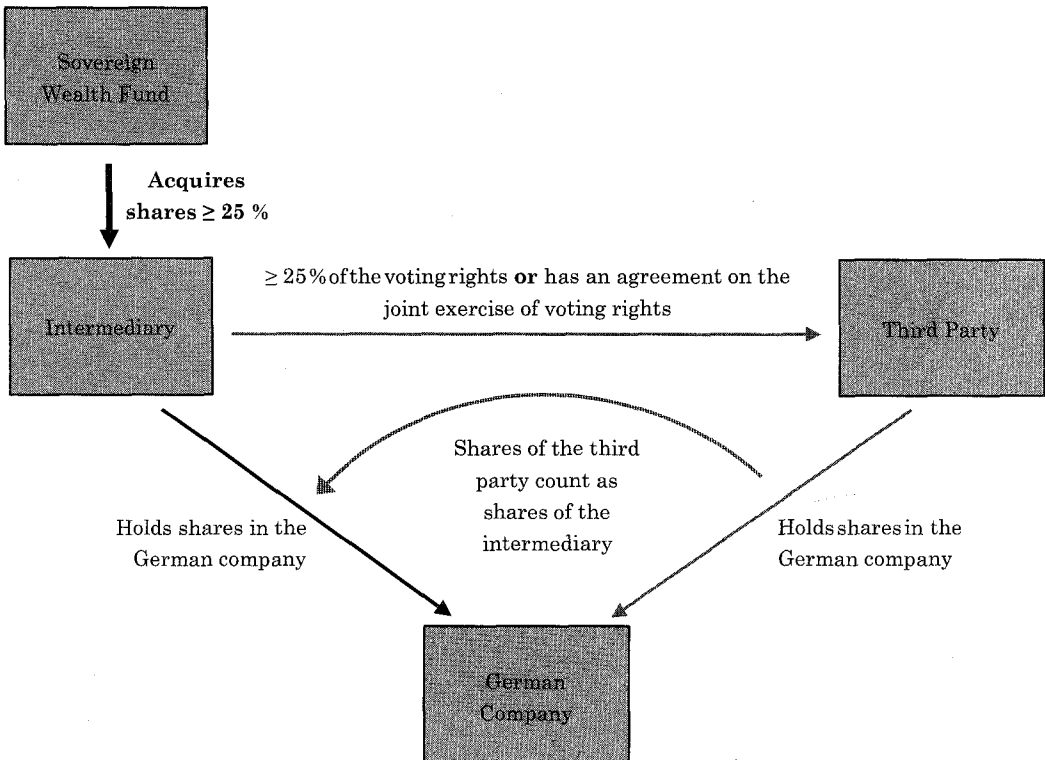 Sovereign
Wealth Fund
Acquires
shares ≥ 25 %
≥ 25% of the voting rights or has an agreement on the
joint exercise of voting rights
Intermediary
Third Party
Shares of the third
party count as
shares of the
intermediary
Holds shares in the
German company
Holds shares in the
German company
German
Company